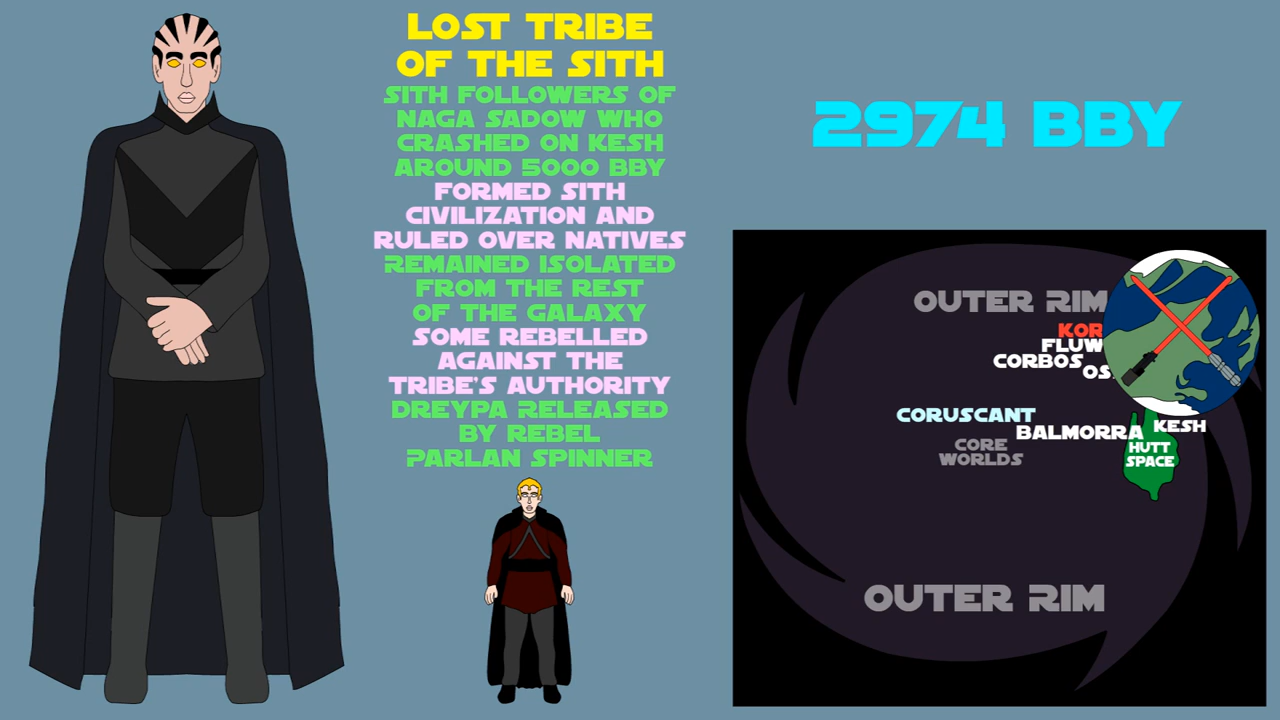 LOST TRIBE
OF THE SITH
SITH FOLLOWERS OF
NAGA SADOW WHO
CRASHED ON KESH
AROUND 5000 BBY
FORMED SITH
CIVILIZATION AND
RULED OVER NATIVES
REMAINED ISOLATED
FROM THE REST
OF THE GALAXY
SOME REBELLED
AGAINST THE
TRIBE'S AUTHORITY
DREYPA RELEASED
BY REBEL
PARLAN SPINNER
2974 BBY
OUTER RIM
KOR
FLUW
CORBOS
OS
CORUSCANT
BALMORRA
KESH
CORE
WORLDS
HUTT
SPACE
OUTER RIM